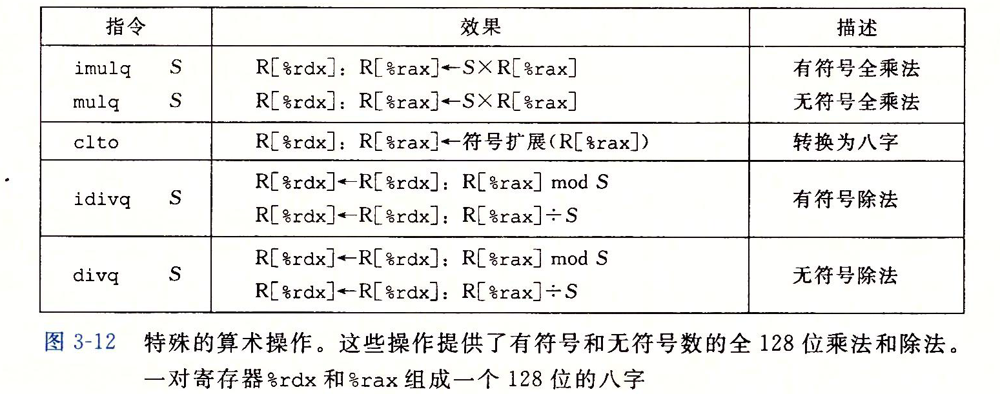 指令 效果 描述
imulq S R[%rdx]：R[%rax]←S×R[%rax] 有符号全乘法
mulq S R[%rdx]：R[%rax]←S×R[%rax] 无符号全乘法
clto R[%rdx]：R[%rax]←符号扩展(R[%rax]) 转换为八字
R[%rdx]←R[%rdx]：R[%rax] mod S
idivq S 有符号除法
R[%rdx]←R[%rdx]：R[%rax]÷S
R[%rdx]←R[%rdx]：R[%rax] mod S
divq S 无符号除法
R[%rdx]←R[%rdx]：R[%rax]÷S
图 3-12 特殊的算术操作。这些操作提供了有符号和无符号数的全 128 位乘法和除法。
一对寄存器%rdx 和%rax 组成一个 128 位的八字